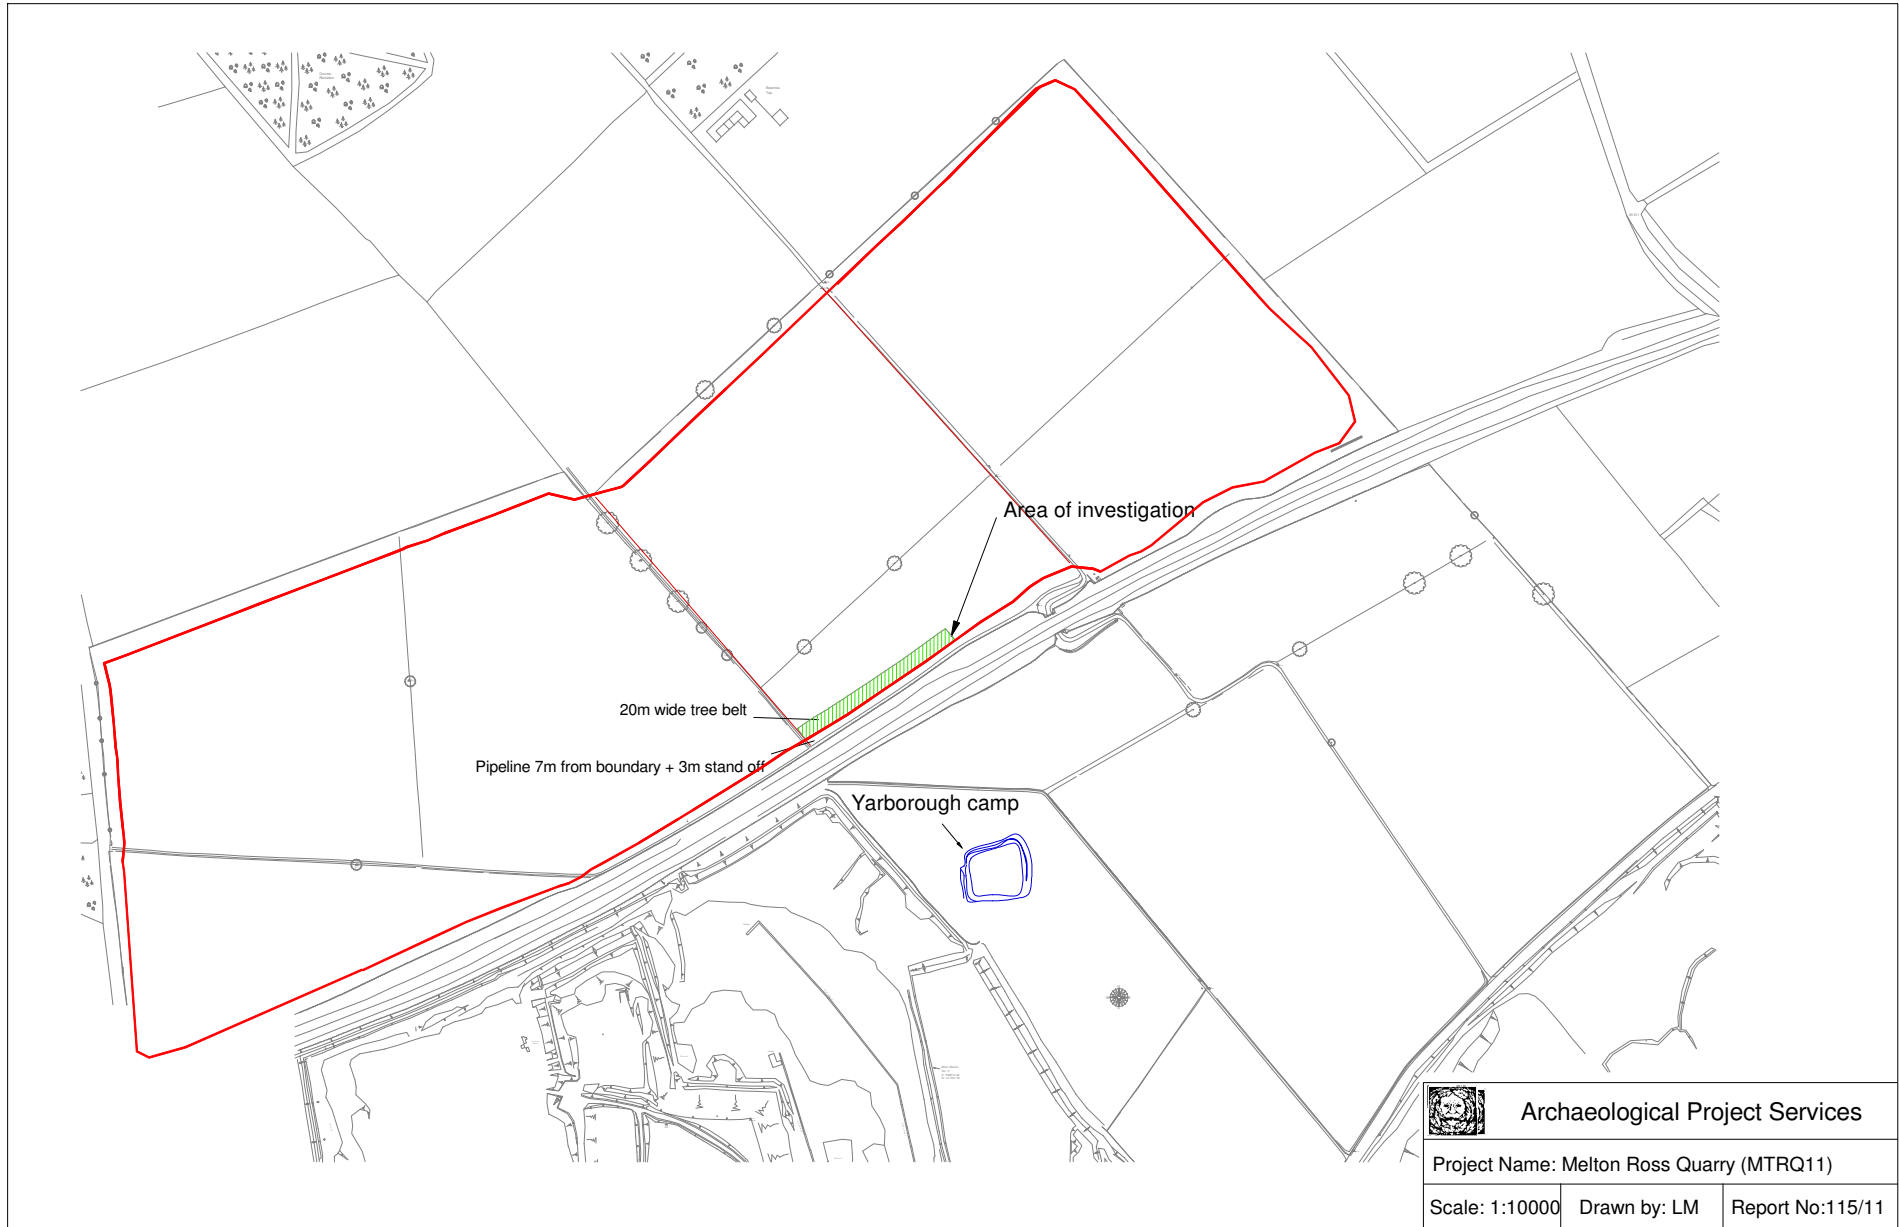 Area of investigation
20m wide tree belt
Pipeline 7m from boundary + 3m stand off
Yarborough camp
Archaeological Project Services
Project Name: Melton Ross Quarry (MTRQ11)
Scale: 1:10000
Drawn by: LM
Report No:115/11